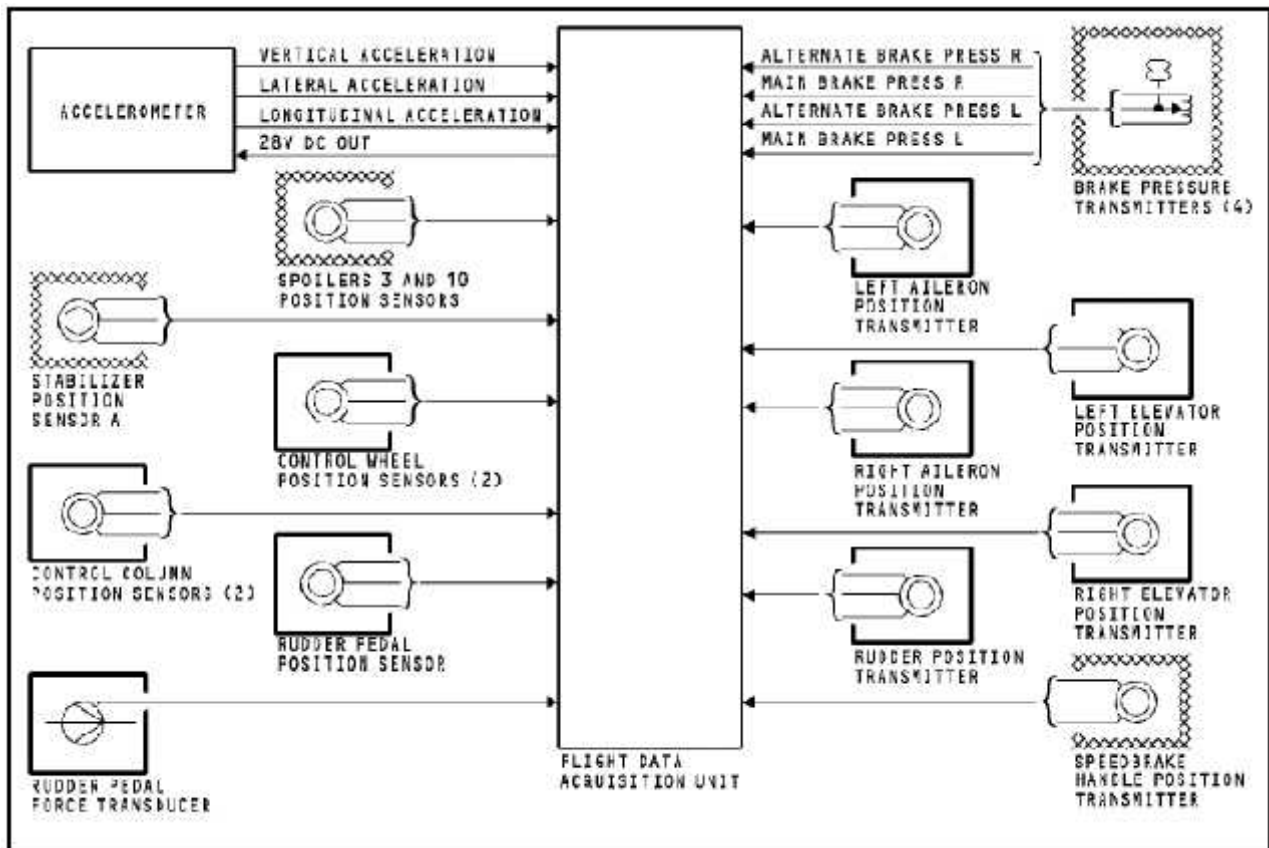 ACCELEROMETER
VERTICAL ACCELERATION
LATERAL ACCELERATION
LONGITUDINAL ACCELERATION
28V DC OUT
ALTERNATE BRAKE PRESS R
MAIN BRAKE PRESS R
ALTERNATE BRAKE PRESS L
MAIN BRAKE PRESS L
BRAKE PRESSURE
TRANSMITTERS (4)
SPOILERS 3 AND 10
POSITION SENSORS
LEFT AILERON
POSITION
TRANSMITTER
STABILIZER
POSITION
SENSOR A
LEFT ELEVATOR
POSITION
TRANSMITTER
CONTROL WHEEL
POSITION SENSORS (2)
RIGHT AILERON
POSITION
TRANSMITTER
CONTROL COLUMN
POSITION SENSORS (2)
RIGHT ELEVATOR
POSITION
TRANSMITTER
RUDDER PEDAL
POSITION SENSOR
RUDDER POSITION
TRANSMITTER
FLIGHT DATA
ACQUISITION UNIT
RUDDER PEDAL
FORCE TRANSDUCER
SPEEDBRAKE
HANDLE POSITION
TRANSMITTER